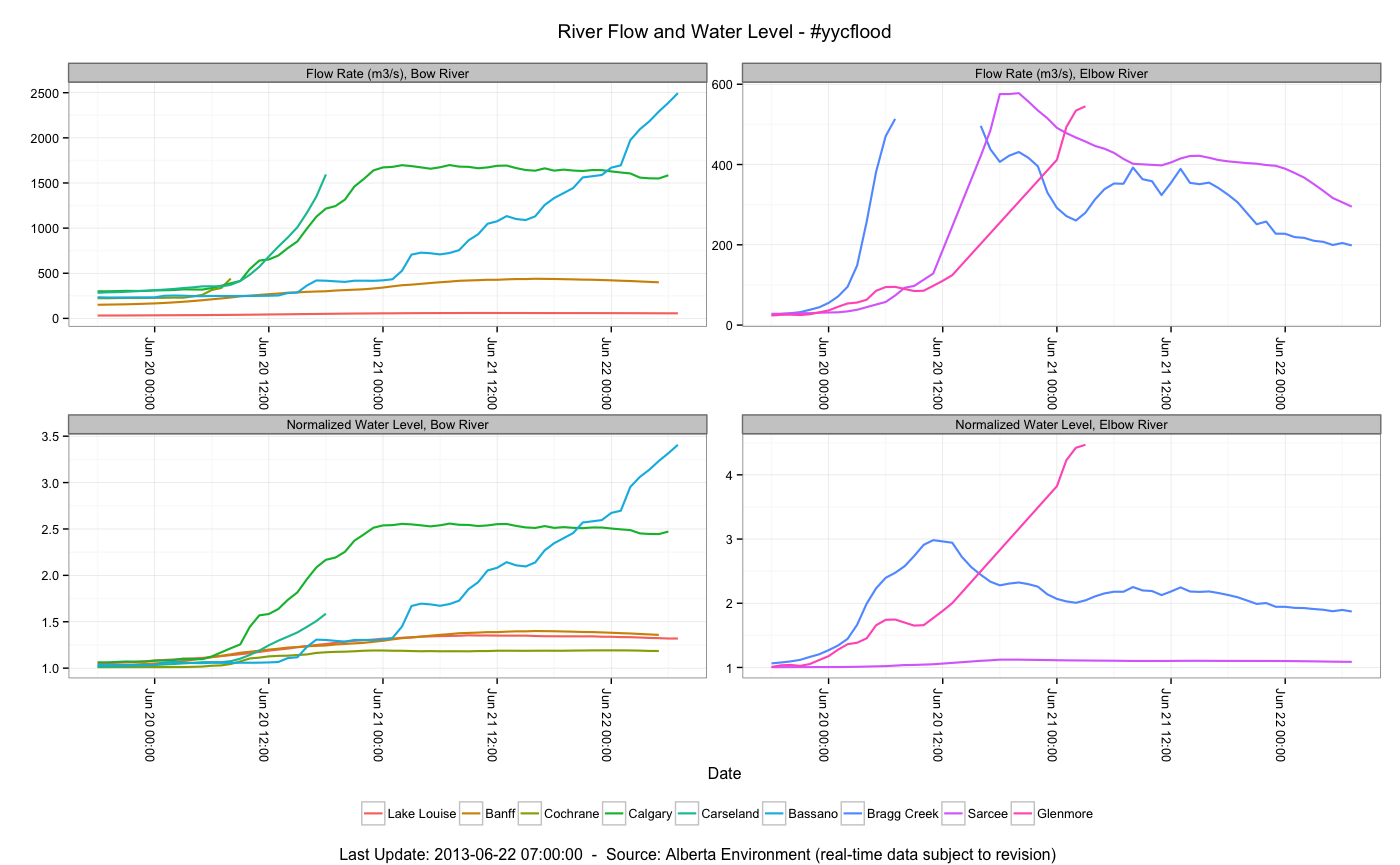 River Flow and Water Level - #yycflood
Flow Rate (m3/s), Bow River
2500
2000
1500
1000
500
0
Jun 20 00:00
Jun 20 12:00
Jun 21 00:00
Jun 21 12:00
Jun 22 00:00
Flow Rate (m3/s), Elbow River
600
400
200
0
Jun 20 00:00
Jun 20 12:00
Jun 21 00:00
Jun 21 12:00
Jun 22 00:00
Normalized Water Level, Bow River
3.5
3.0
2.5
2.0
1.5
1.0
Jun 20 00:00
Jun 20 12:00
Jun 21 00:00
Jun 21 12:00
Jun 22 00:00
Normalized Water Level, Elbow River
4
3
2
1
Jun 20 00:00
Jun 20 12:00
Jun 21 00:00
Jun 21 12:00
Jun 22 00:00
Date
Lake Louise Banff Cochrane Calgary Carseland Bassano Bragg Creek Sarcee Glenmore
Last Update: 2013-06-22 07:00:00 - Source: Alberta Environment (real-time data subject to revision)